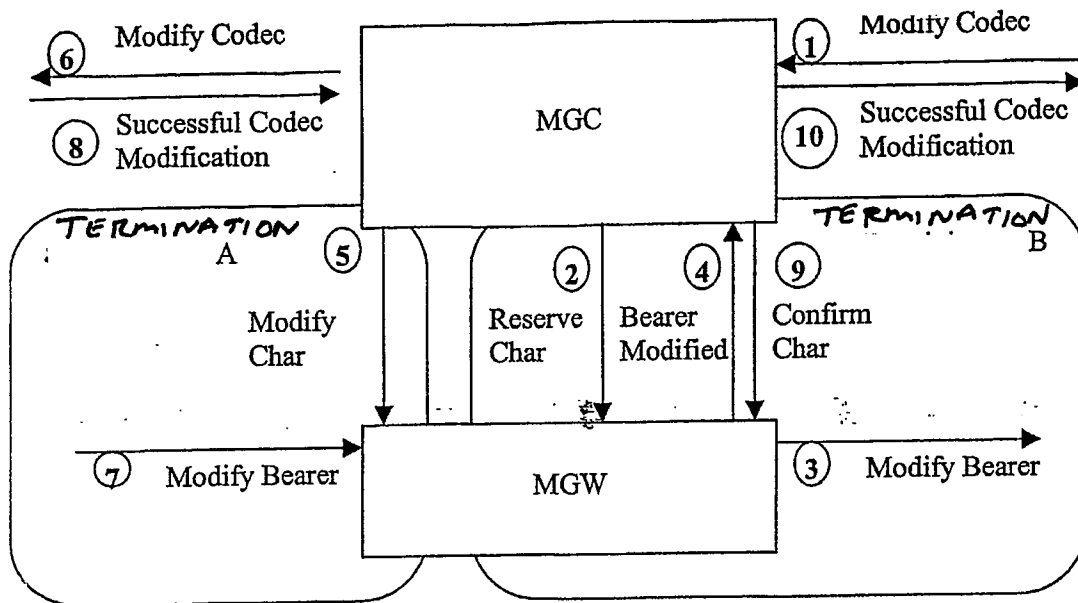 6
Modify Codec
8
Successful Codec
Modification
MGC
1
Modify Codec
10
Successful Codec
Modification
TERMINATION
A
5
Modify
Char
2
Reserve
Char
4
Bearer
Modified
9
Confirm
Char
TERMINATION
B
7
Modify Bearer
MGW
3
Modify Bearer